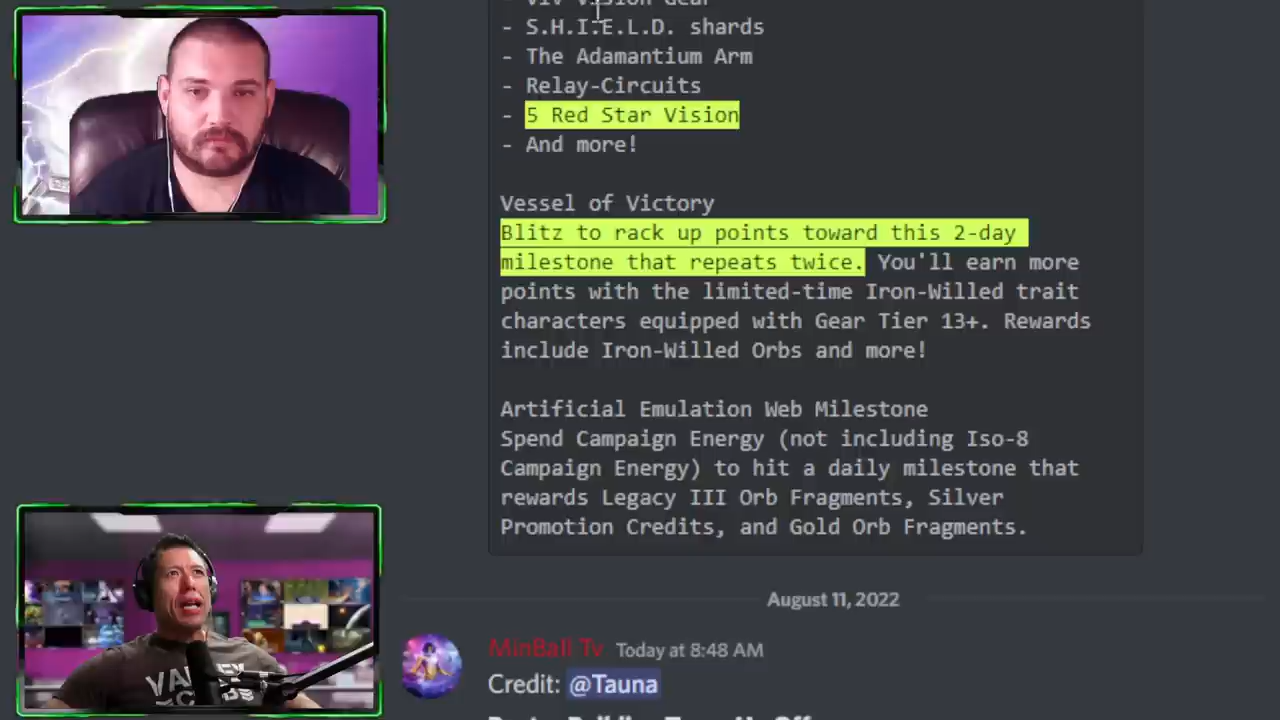 - Viv Vision Gear
- S.H.I.E.L.D. shards
- The Adamantium Arm
- Relay-Circuits
- 5 Red Star Vision
- And more!
Vessel of Victory
Blitz to rack up points toward this 2-day
milestone that repeats twice. You'll earn more
points with the limited-time Iron-Willed trait
characters equipped with Gear Tier 13+. Rewards
include Iron-Willed Orbs and more!
Artificial Emulation Web Milestone
Spend Campaign Energy (not including Iso-8
Campaign Energy) to hit a daily milestone that
rewards Legacy III Orb Fragments, Silver
Promotion Credits, and Gold Orb Fragments.
August 11, 2022
MinBall Tv Today at 8:48 AM
Credit: @Tauna